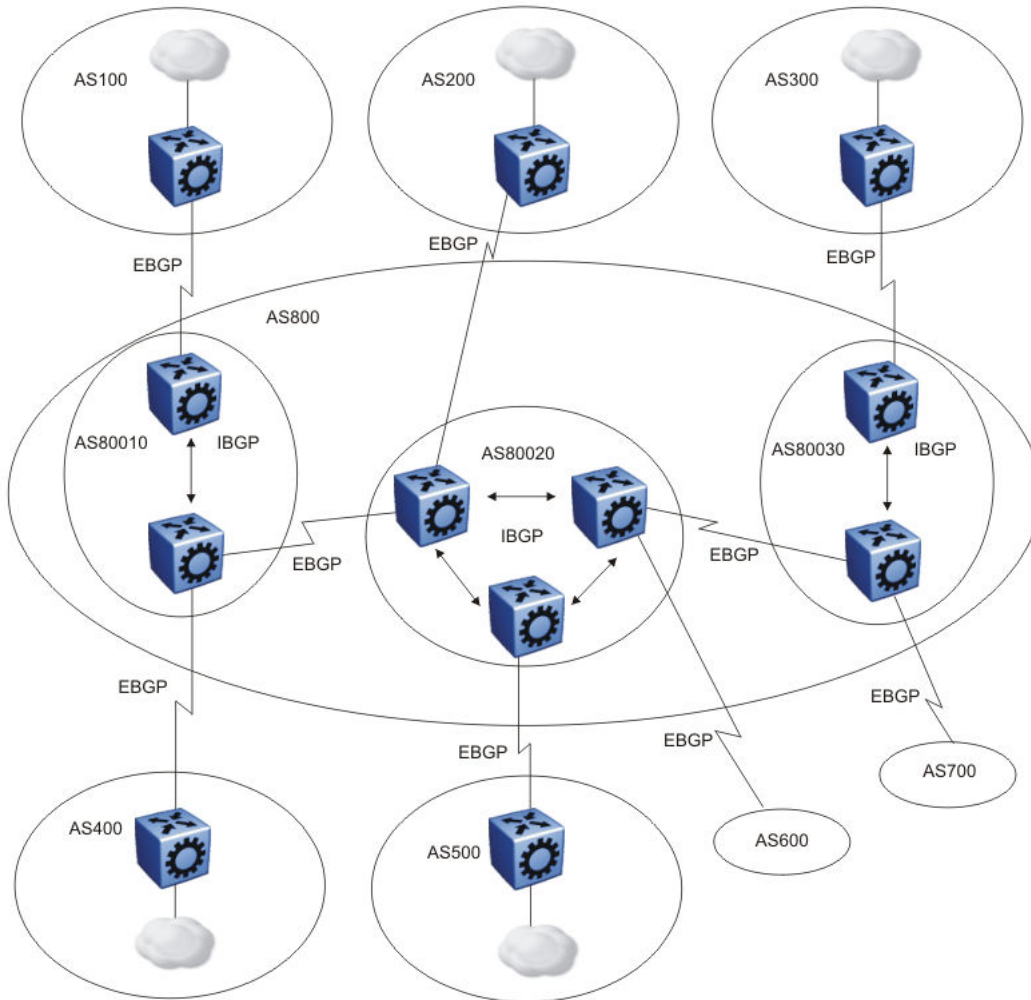 AS100
AS200
AS300
EBGP
EBGP
EBGP
AS800
AS80010
IBGP
AS80020
AS80030
IBGP
IBGP
EBGP
EBGP
EBGP
EBGP
EBGP
EBGP
AS700
AS400
AS500
AS600